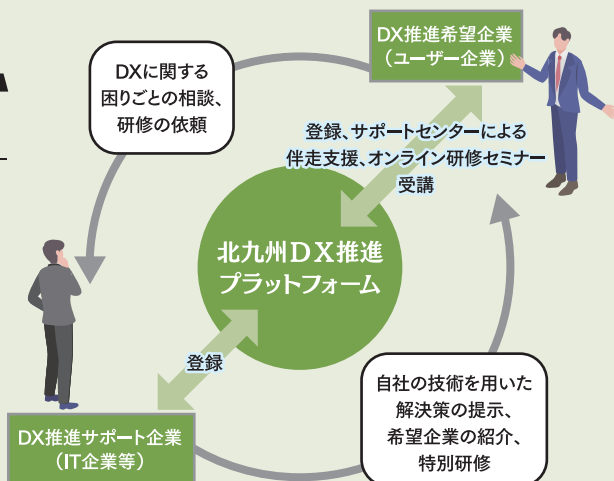 DX推進希望企業
（ユーザー企業）
DXに関する
困りごとの相談、
研修の依頼
登録、サポートセンターによる
伴走支援、オンライン研修セミナー
受講
北九州DX推進
プラットフォーム
登録
自社の技術を用いた
解決策の提示、
希望企業の紹介、
特別研修
DX推進サポート企業
（IT企業等）